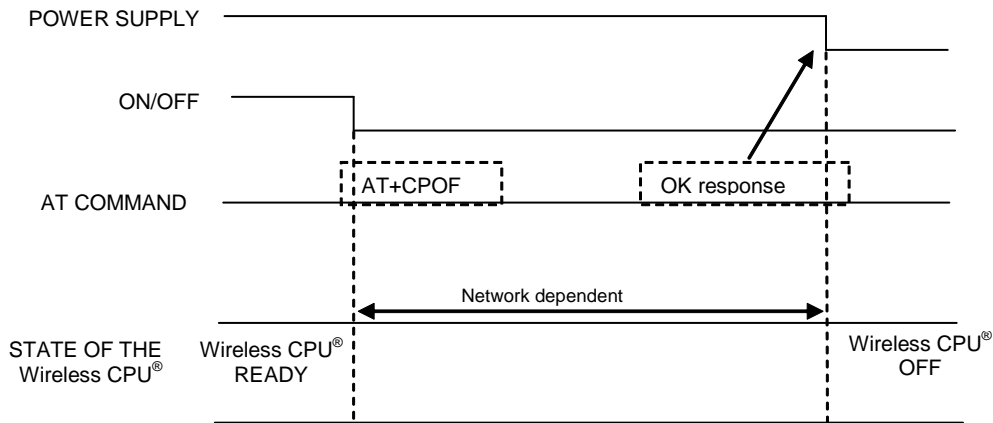 POWER SUPPLY
ON/OFF
AT COMMAND
AT+CPOF
OK response
Network dependent
STATE OF THE
Wireless CPU®
Wireless CPU®
READY
Wireless CPU®
OFF